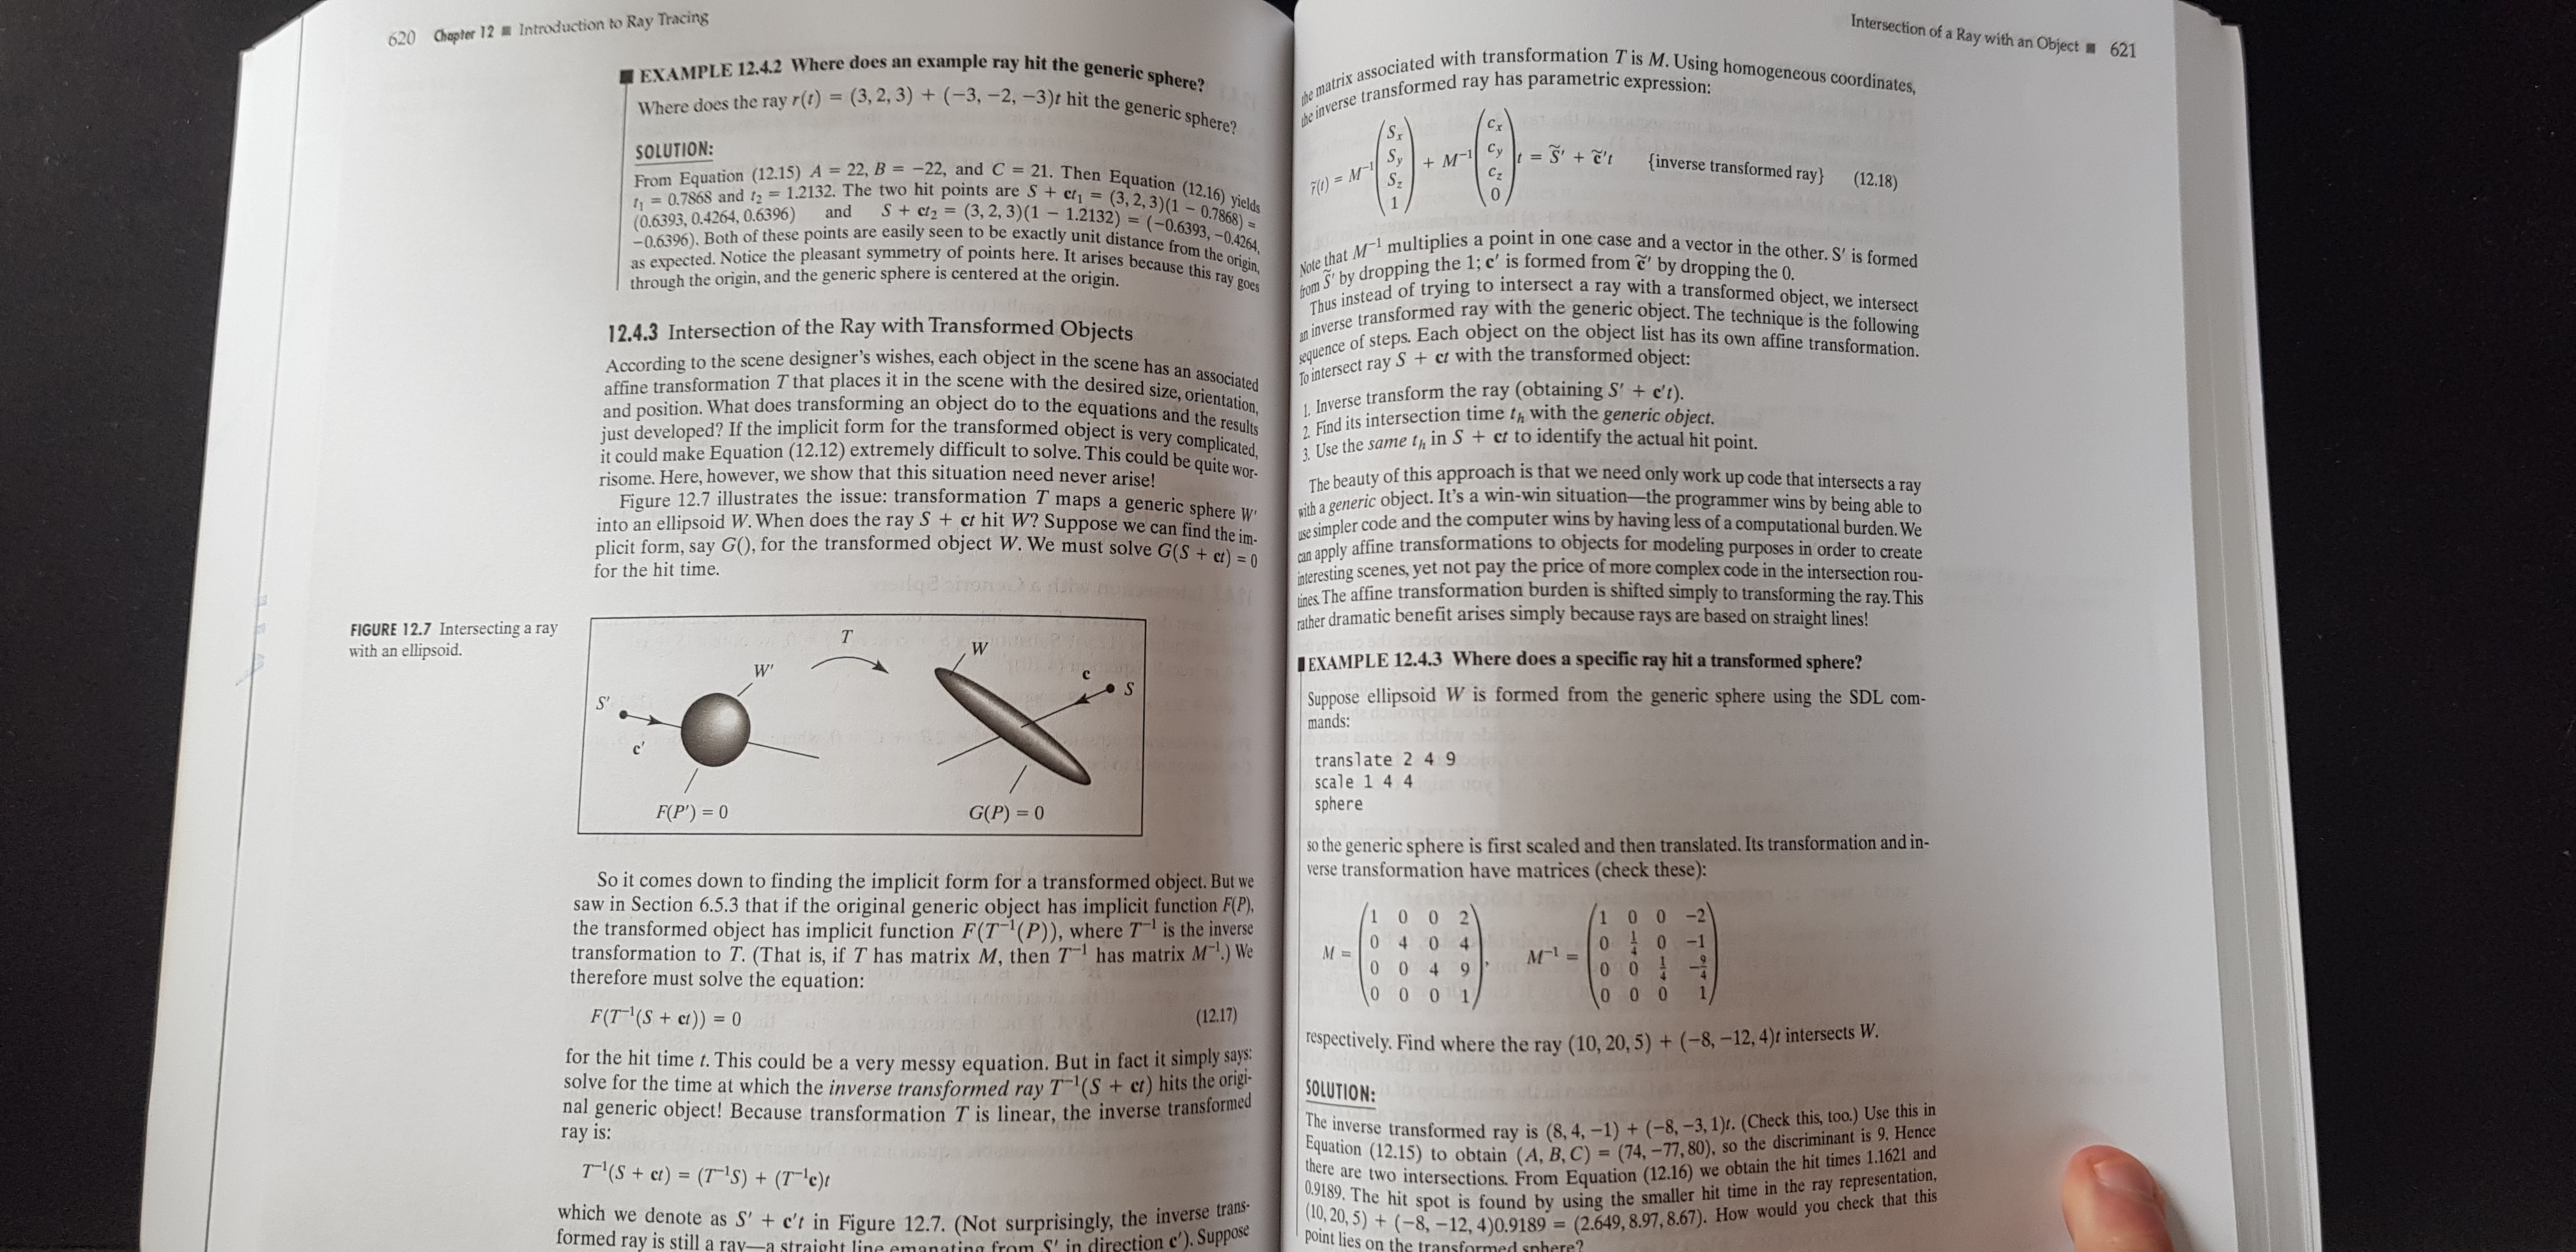 620 Chapter 12 ■ Introduction to Ray Tracing
■ EXAMPLE 12.4.2 Where does an example ray hit the generic sphere?
Where does the ray r(t) = (3, 2, 3) + (−3, −2, −3)t hit the generic sphere?
SOLUTION:
From Equation (12.15) A = 22, B = −22, and C = 21. Then Equation (12.16) yields
t₁ = 0.7868 and t₂ = 1.2132. The two hit points are S + ct₁ = (3, 2, 3)(1 − 0.7868) =
(0.6393, 0.4264, 0.6396) and S + ct₂ = (3, 2, 3)(1 − 1.2132) = (−0.6393, −0.4264,
−0.6396). Both of these points are easily seen to be exactly unit distance from the origin,
as expected. Notice the pleasant symmetry of points here. It arises because this ray goes
through the origin, and the generic sphere is centered at the origin.
12.4.3 Intersection of the Ray with Transformed Objects
According to the scene designer's wishes, each object in the scene has an associated
affine transformation T that places it in the scene with the desired size, orientation,
and position. What does transforming an object do to the equations and the results
just developed? If the implicit form for the transformed object is very complicated,
it could make Equation (12.12) extremely difficult to solve. This could be quite wor-
risome. Here, however, we show that this situation need never arise!
Figure 12.7 illustrates the issue: transformation T maps a generic sphere W'
into an ellipsoid W. When does the ray S + ct hit W? Suppose we can find the im-
plicit form, say G(), for the transformed object W. We must solve G(S + ct) = 0
for the hit time.
FIGURE 12.7 Intersecting a ray
with an ellipsoid.
T
W'
W
S'
c'
c
S
F(P') = 0
G(P) = 0
So it comes down to finding the implicit form for a transformed object. But we
saw in Section 6.5.3 that if the original generic object has implicit function F(P),
the transformed object has implicit function F(T⁻¹(P)), where T⁻¹ is the inverse
transformation to T. (That is, if T has matrix M, then T⁻¹ has matrix M⁻¹.) We
therefore must solve the equation:
F(T⁻¹(S + ct)) = 0 (12.17)
for the hit time t. This could be a very messy equation. But in fact it simply says:
solve for the time at which the inverse transformed ray T⁻¹(S + ct) hits the origi-
nal generic object! Because transformation T is linear, the inverse transformed
ray is:
T⁻¹(S + ct) = (T⁻¹S) + (T⁻¹c)t
which we denote as S' + c't in Figure 12.7. (Not surprisingly, the inverse trans-
formed ray is still a ray—a straight line emanating from S' in direction c'). Suppose
Intersection of a Ray with an Object ■ 621
the matrix associated with transformation T is M. Using homogeneous coordinates,
the inverse transformed ray has parametric expression:
r̃(t) = M⁻¹ (Sₓ S_y S_z 1) + M⁻¹ (cₓ c_y c_z 0) t = S̃' + c̃'t {inverse transformed ray} (12.18)
Note that M⁻¹ multiplies a point in one case and a vector in the other. S' is formed
from S̃' by dropping the 1; c' is formed from c̃' by dropping the 0.
Thus instead of trying to intersect a ray with a transformed object, we intersect
an inverse transformed ray with the generic object. The technique is the following
sequence of steps. Each object on the object list has its own affine transformation.
To intersect ray S + ct with the transformed object:
1. Inverse transform the ray (obtaining S' + c't).
2. Find its intersection time tₕ with the generic object.
3. Use the same tₕ in S + ct to identify the actual hit point.
The beauty of this approach is that we need only work up code that intersects a ray
with a generic object. It's a win-win situation—the programmer wins by being able to
use simpler code and the computer wins by having less of a computational burden. We
can apply affine transformations to objects for modeling purposes in order to create
interesting scenes, yet not pay the price of more complex code in the intersection rou-
tines. The affine transformation burden is shifted simply to transforming the ray. This
rather dramatic benefit arises simply because rays are based on straight lines!
■ EXAMPLE 12.4.3 Where does a specific ray hit a transformed sphere?
Suppose ellipsoid W is formed from the generic sphere using the SDL com-
mands:
translate 2 4 9
scale 1 4 4
sphere
so the generic sphere is first scaled and then translated. Its transformation and in-
verse transformation have matrices (check these):
1 0 0 2 1 0 0 −2
0 4 0 4 0 ¼ 0 −1
M = M⁻¹ =
0 0 4 9 , 0 0 ¼ −9/4
0 0 0 1 0 0 0 1
respectively. Find where the ray (10, 20, 5) + (−8, −12, 4)t intersects W.
SOLUTION:
The inverse transformed ray is (8, 4, −1) + (−8, −3, 1)t. (Check this, too.) Use this in
Equation (12.15) to obtain (A, B, C) = (74, −77, 80), so the discriminant is 9. Hence
there are two intersections. From Equation (12.16) we obtain the hit times 1.1621 and
0.9189. The hit spot is found by using the smaller hit time in the ray representation,
(10, 20, 5) + (−8, −12, 4)0.9189 = (2.649, 8.97, 8.67). How would you check that this
point lies on the transformed sphere?